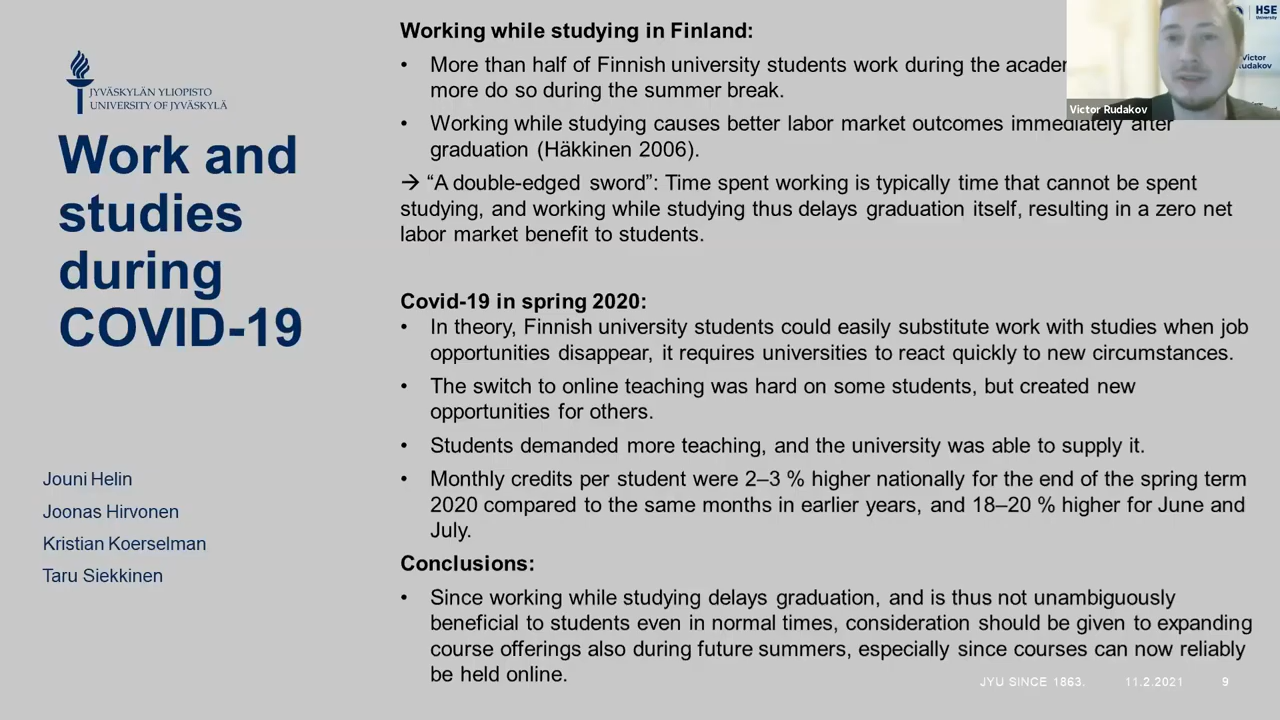 JYVÄSKYLÄN YLIOPISTO
UNIVERSITY OF JYVÄSKYLÄ
Work and
studies
during
COVID-19
Jouni Helin
Joonas Hirvonen
Kristian Koerselman
Taru Siekkinen
Working while studying in Finland:
• More than half of Finnish university students work during the
more do so during the summer break.
• Working while studying causes better labor market outcomes immediately after
graduation (Häkkinen 2006).
→ “A double-edged sword”: Time spent working is typically time that cannot be spent
studying, and working while studying thus delays graduation itself, resulting in a zero net
labor market benefit to students.
Covid-19 in spring 2020:
• In theory, Finnish university students could easily substitute work with studies when job
opportunities disappear, it requires universities to react quickly to new circumstances.
• The switch to online teaching was hard on some students, but created new
opportunities for others.
• Students demanded more teaching, and the university was able to supply it.
• Monthly credits per student were 2–3 % higher nationally for the end of the spring term
2020 compared to the same months in earlier years, and 18–20 % higher for June and
July.
Conclusions:
• Since working while studying delays graduation, and is thus not unambiguously
beneficial to students even in normal times, consideration should be given to expanding
course offerings also during future summers, especially since courses can now reliably
be held online.
JYU SINCE 1863. 11.2.2021 9
HSE
University
Victor
Rudakov
Victor Rudakov